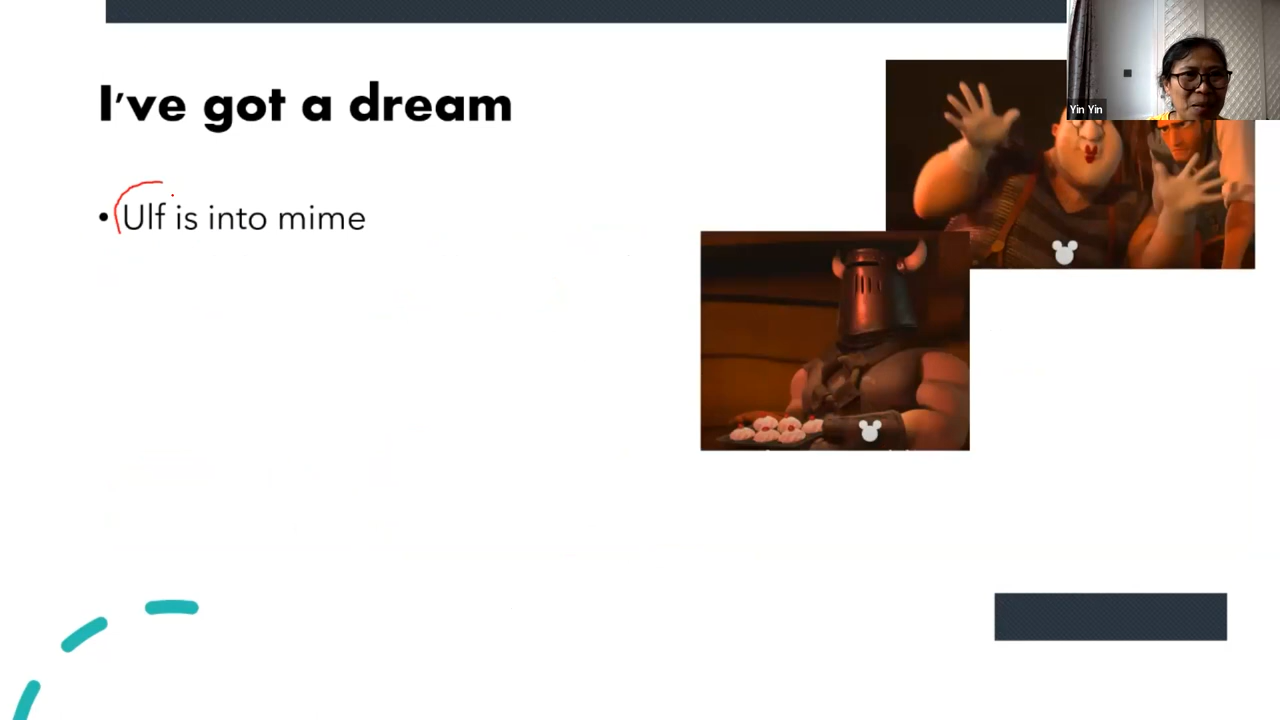 I've got a dream
Yin Yin
• Ulf is into mime